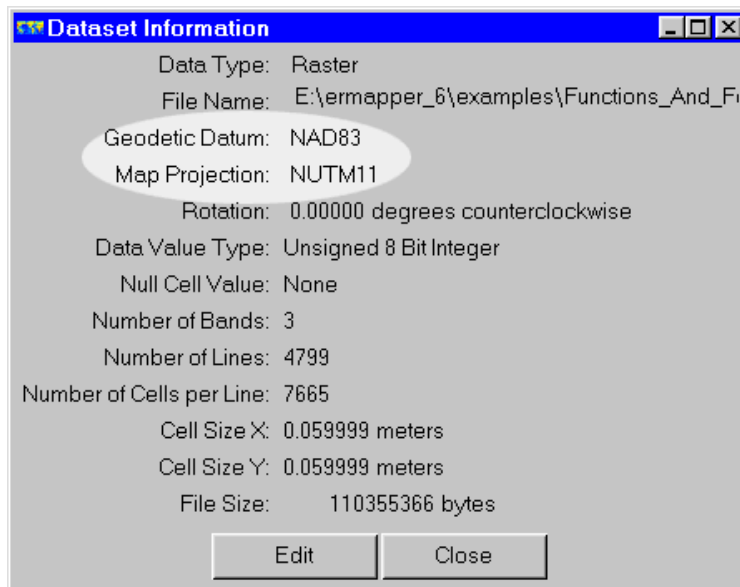 Dataset Information
Data Type: Raster
File Name: E:\ermapper_6\examples\Functions_And_F
Geodetic Datum: NAD83
Map Projection: NUTM11
Rotation: 0.00000 degrees counterclockwise
Data Value Type: Unsigned 8 Bit Integer
Null Cell Value: None
Number of Bands: 3
Number of Lines: 4799
Number of Cells per Line: 7665
Cell Size X: 0.059999 meters
Cell Size Y: 0.059999 meters
File Size: 110355366 bytes
Edit Close